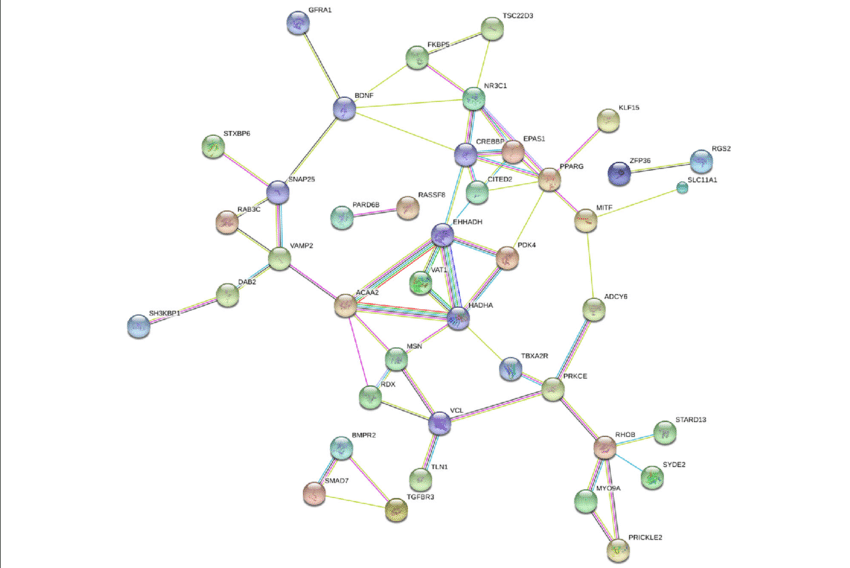 GFRA1
TSC22D3
FKBP5
BDNF
NR3C1
KLF15
STXBP6
CREBBP
EPAS1
PPARG
ZFP36
RGS2
SNAP25
CITED2
SLC11A1
RASSF8
PARD6B
RAB3C
MITF
EHHADH
VAMP2
PDK4
VAT1
DAB2
ACAA2
HADHA
ADCY6
SH3KBP1
MSN
TBXA2R
RDX
PRKCE
VCL
STARD13
BMPR2
RHOB
TLN1
SYDE2
SMAD7
TGFBR3
MYO9A
PRICKLE2